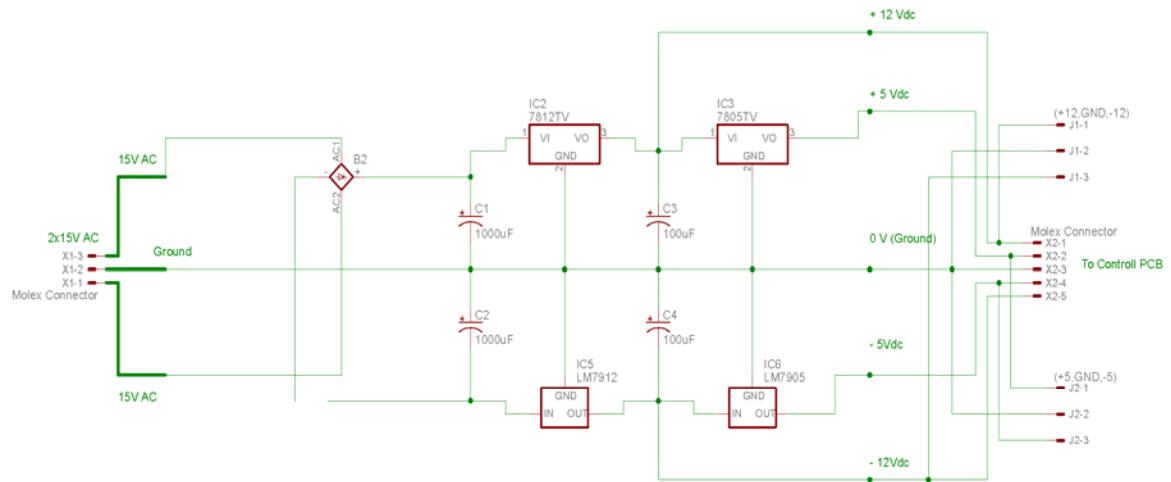 + 12 Vdc
IC2
7812TV
IC3
7805TV
+ 5 Vdc
1 VI VO 3
GND
2
1 VI VO 3
GND
2
(+12,GND,-12)
J1-1
J1-2
J1-3
15V AC
AC1
B2
- +
AC2
C1
+
1000uF
C3
+
100uF
2x15V AC
Ground
0 V (Ground)
X1-3
X1-2
X1-1
Molex Connector
Molex Connector
X2-1
X2-2
X2-3
X2-4
X2-5
To Controll PCB
C2
+
1000uF
C4
+
100uF
- 5Vdc
IC5
LM7912
IC6
LM7905
GND
IN OUT
GND
IN OUT
15V AC
(+5,GND,-5)
J2-1
J2-2
J2-3
- 12Vdc